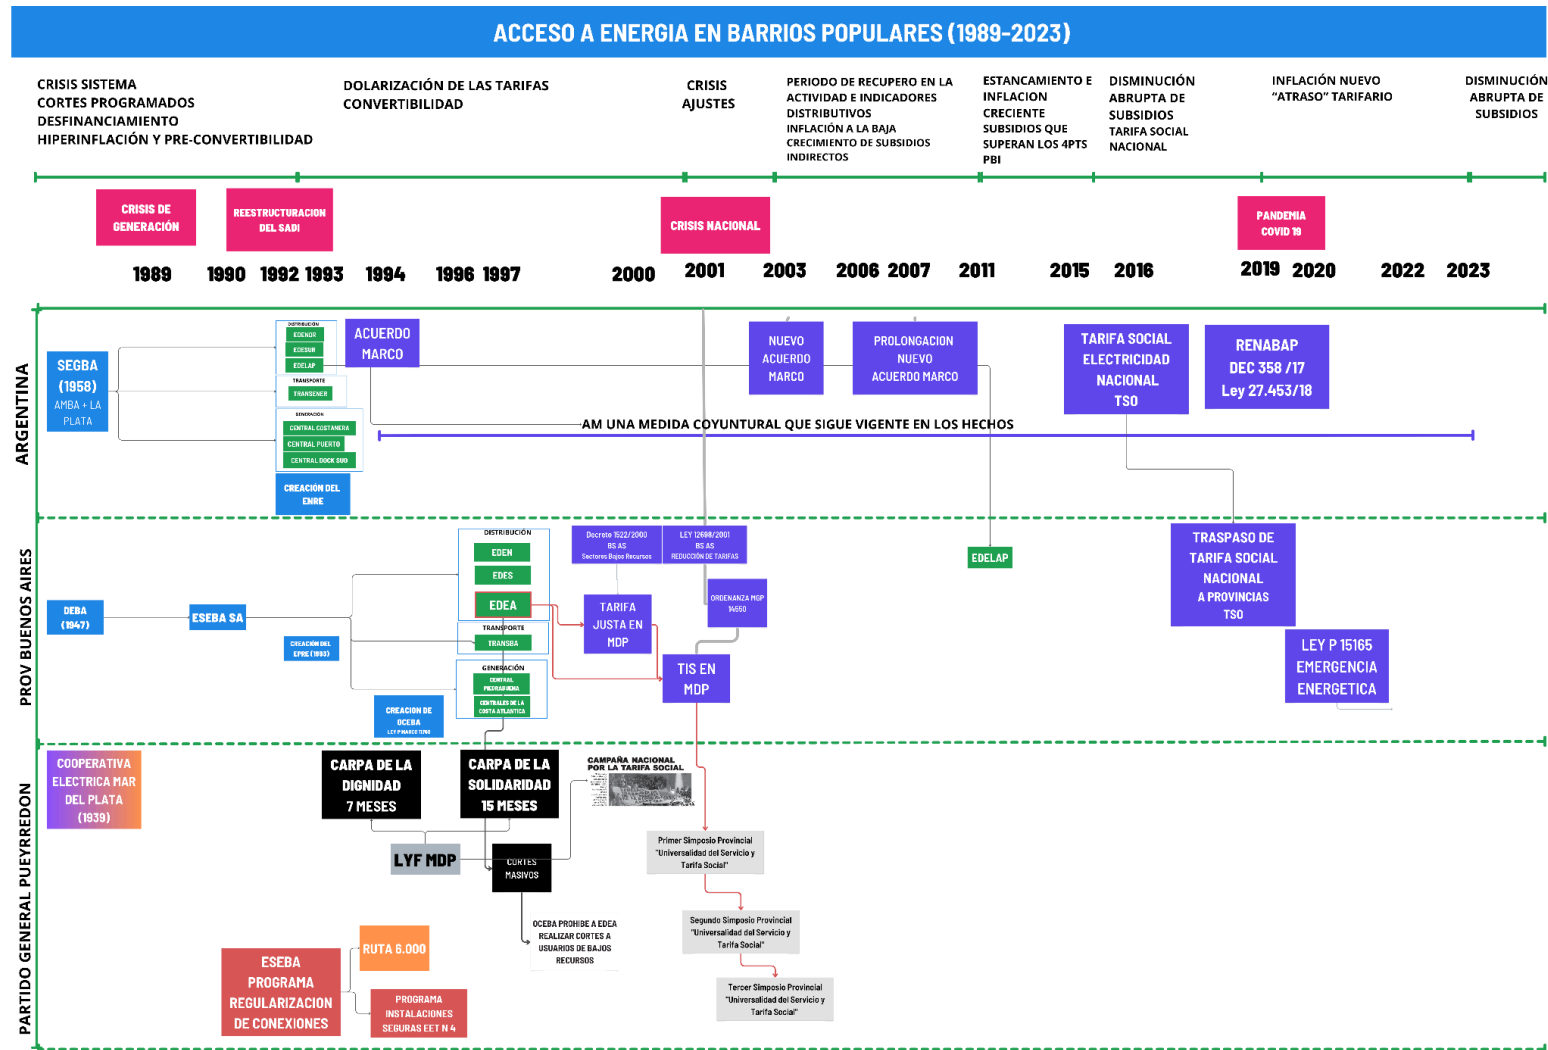 ACCESO A ENERGIA EN BARRIOS POPULARES (1989-2023)
CRISIS SISTEMA
CORTES PROGRAMADOS
DESFINANCIAMIENTO
HIPERINFLACIÓN Y PRE-CONVERTIBILIDAD
DOLARIZACIÓN DE LAS TARIFAS
CONVERTIBILIDAD
CRISIS
AJUSTES
PERIODO DE RECUPERO EN LA
ACTIVIDAD E INDICADORES
DISTRIBUTIVOS
INFLACIÓN A LA BAJA
CRECIMIENTO DE SUBSIDIOS
INDIRECTOS
ESTANCAMIENTO E
INFLACION
CRECIENTE
SUBSIDIOS QUE
SUPERAN LOS 4PTS
PBI
DISMINUCIÓN
ABRUPTA DE
SUBSIDIOS
TARIFA SOCIAL
NACIONAL
INFLACIÓN NUEVO
“ATRASO” TARIFARIO
DISMINUCIÓN
ABRUPTA DE
SUBSIDIOS
CRISIS DE
GENERACIÓN
REESTRUCTURACION
DEL SADI
CRISIS NACIONAL
PANDEMIA
COVID 19
1989 1990 1992 1993 1994 1996 1997 2000 2001 2003 2006 2007 2011 2015 2016 2019 2020 2022 2023
ARGENTINA
SEGBA
(1958)
AMBA + LA
PLATA
DISTRIBUCIÓN
EDENOR
EDESUR
EDELAP
TRANSPORTE
TRANSENER
GENERACIÓN
CENTRAL COSTANERA
CENTRAL PUERTO
CENTRAL DOCK SUD
CREACIÓN DEL
ENRE
ACUERDO
MARCO
NUEVO
ACUERDO
MARCO
PROLONGACION
NUEVO
ACUERDO MARCO
TARIFA SOCIAL
ELECTRICIDAD
NACIONAL
TSO
RENABAP
DEC 358 /17
Ley 27.453/18
AM UNA MEDIDA COYUNTURAL QUE SIGUE VIGENTE EN LOS HECHOS
PROV BUENOS AIRES
DEBA
(1947)
ESEBA SA
CREACIÓN DEL
EPRE (1993)
CREACION DE
OCEBA
DISTRIBUCIÓN
EDEN
EDES
EDEA
TRANSPORTE
TRANSBA
GENERACIÓN
CENTRAL
PIEDRABUENA
CENTRALES DE LA
COSTA ATLANTICA
Decreto 1522/2000
BS AS
Sectores Bajos Recursos
LEY 12698/2001
BS AS
REDUCCIÓN DE TARIFAS
TARIFA
JUSTA EN
MDP
ORDENANZA MGP
14550
TIS EN
MDP
EDELAP
TRASPASO DE
TARIFA SOCIAL
NACIONAL
A PROVINCIAS
TSO
LEY P 15165
EMERGENCIA
ENERGETICA
PARTIDO GENERAL PUEYRREDON
COOPERATIVA
ELECTRICA MAR
DEL PLATA
(1939)
CARPA DE LA
DIGNIDAD
7 MESES
CARPA DE LA
SOLIDARIDAD
15 MESES
CAMPAÑA NACIONAL
POR LA TARIFA SOCIAL
LYF MDP
CORTES
MASIVOS
OCEBA PROHIBE A EDEA
REALIZAR CORTES A
USUARIOS DE BAJOS
RECURSOS
Primer Simposio Provincial
"Universalidad del Servicio y
Tarifa Social"
Segundo Simposio Provincial
"Universalidad del Servicio y
Tarifa Social"
Tercer Simposio Provincial
"Universalidad del Servicio y
Tarifa Social"
ESEBA
PROGRAMA
REGULARIZACION
DE CONEXIONES
RUTA 6.000
PROGRAMA
INSTALACIONES
SEGURAS EET N 4